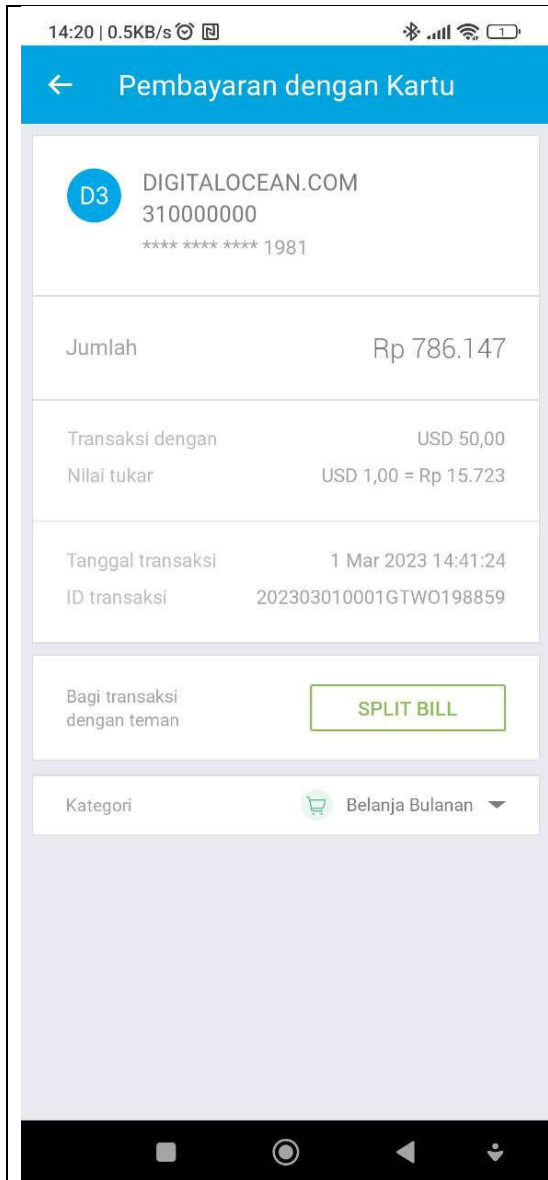 14:20 | 0.5KB/s
1
Pembayaran dengan Kartu
D3
DIGITALOCEAN.COM
310000000
**** **** **** 1981
Jumlah Rp 786.147
Transaksi dengan USD 50,00
Nilai tukar USD 1,00 = Rp 15.723
Tanggal transaksi 1 Mar 2023 14:41:24
ID transaksi 202303010001GTWO198859
Bagi transaksi
dengan teman
SPLIT BILL
Kategori Belanja Bulanan